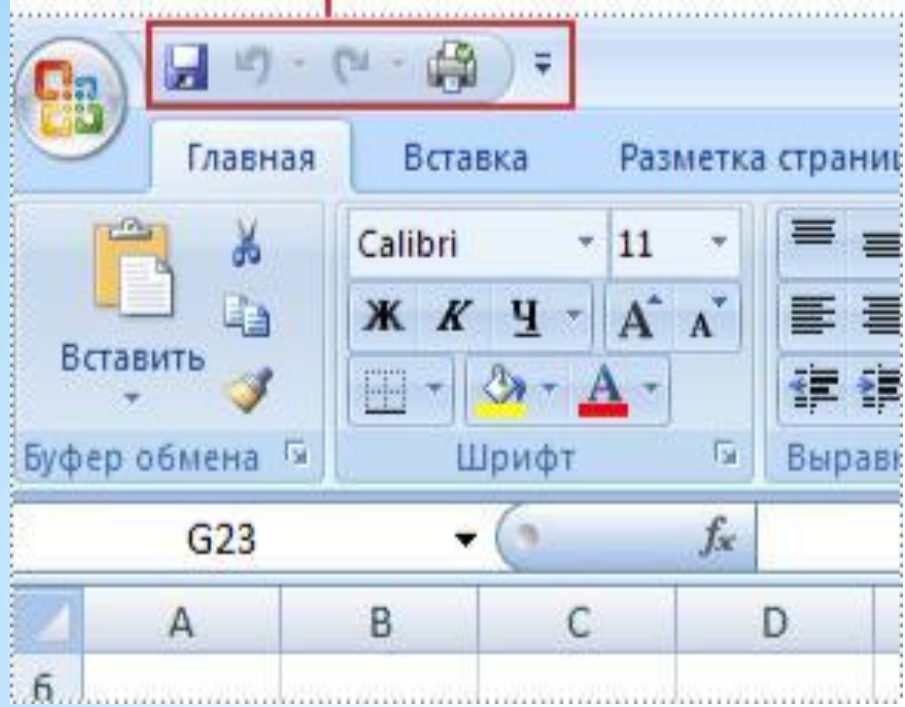 Главная Вставка Разметка страниц
Calibri 11
Ж К Ч A A
Вставить
A
Буфер обмена Шрифт Вырав
G23 fx
A B C D
6